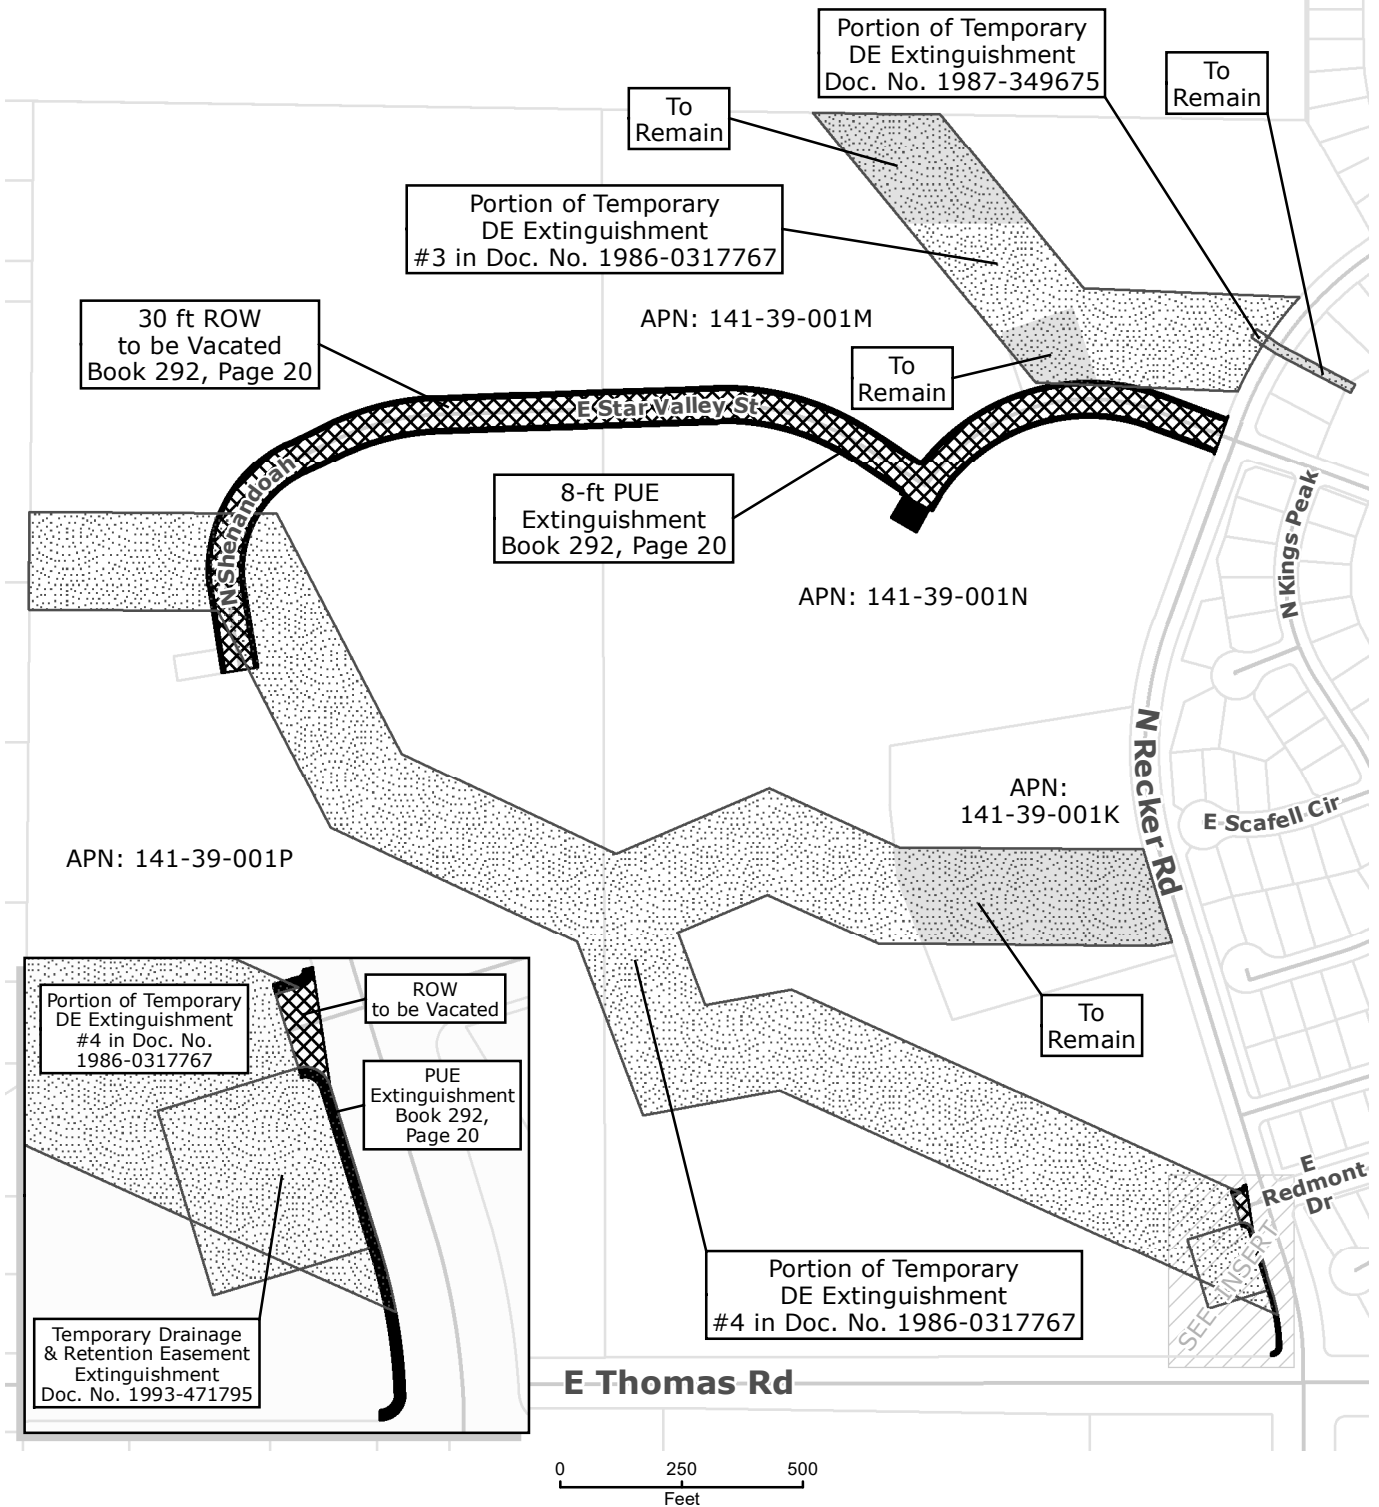 Portion of Temporary
DE Extinguishment
Doc. No. 1987-349675
To
Remain
To
Remain
Portion of Temporary
DE Extinguishment
#3 in Doc. No. 1986-0317767
30 ft ROW
to be Vacated
Book 292, Page 20
APN: 141-39-001M
To
Remain
E Star Valley St
N Shenandoah
8-ft PUE
Extinguishment
Book 292, Page 20
N Kings Peak
APN: 141-39-001N
N Recker Rd
APN:
141-39-001K
E Scafell Cir
APN: 141-39-001P
Portion of Temporary
DE Extinguishment
#4 in Doc. No.
1986-0317767
ROW
to be Vacated
PUE
Extinguishment
Book 292,
Page 20
To
Remain
E
Redmont
Dr
SEE INSERT
Portion of Temporary
DE Extinguishment
#4 in Doc. No. 1986-0317767
Temporary Drainage
& Retention Easement
Extinguishment
Doc. No. 1993-471795
E Thomas Rd
0 250 500
Feet